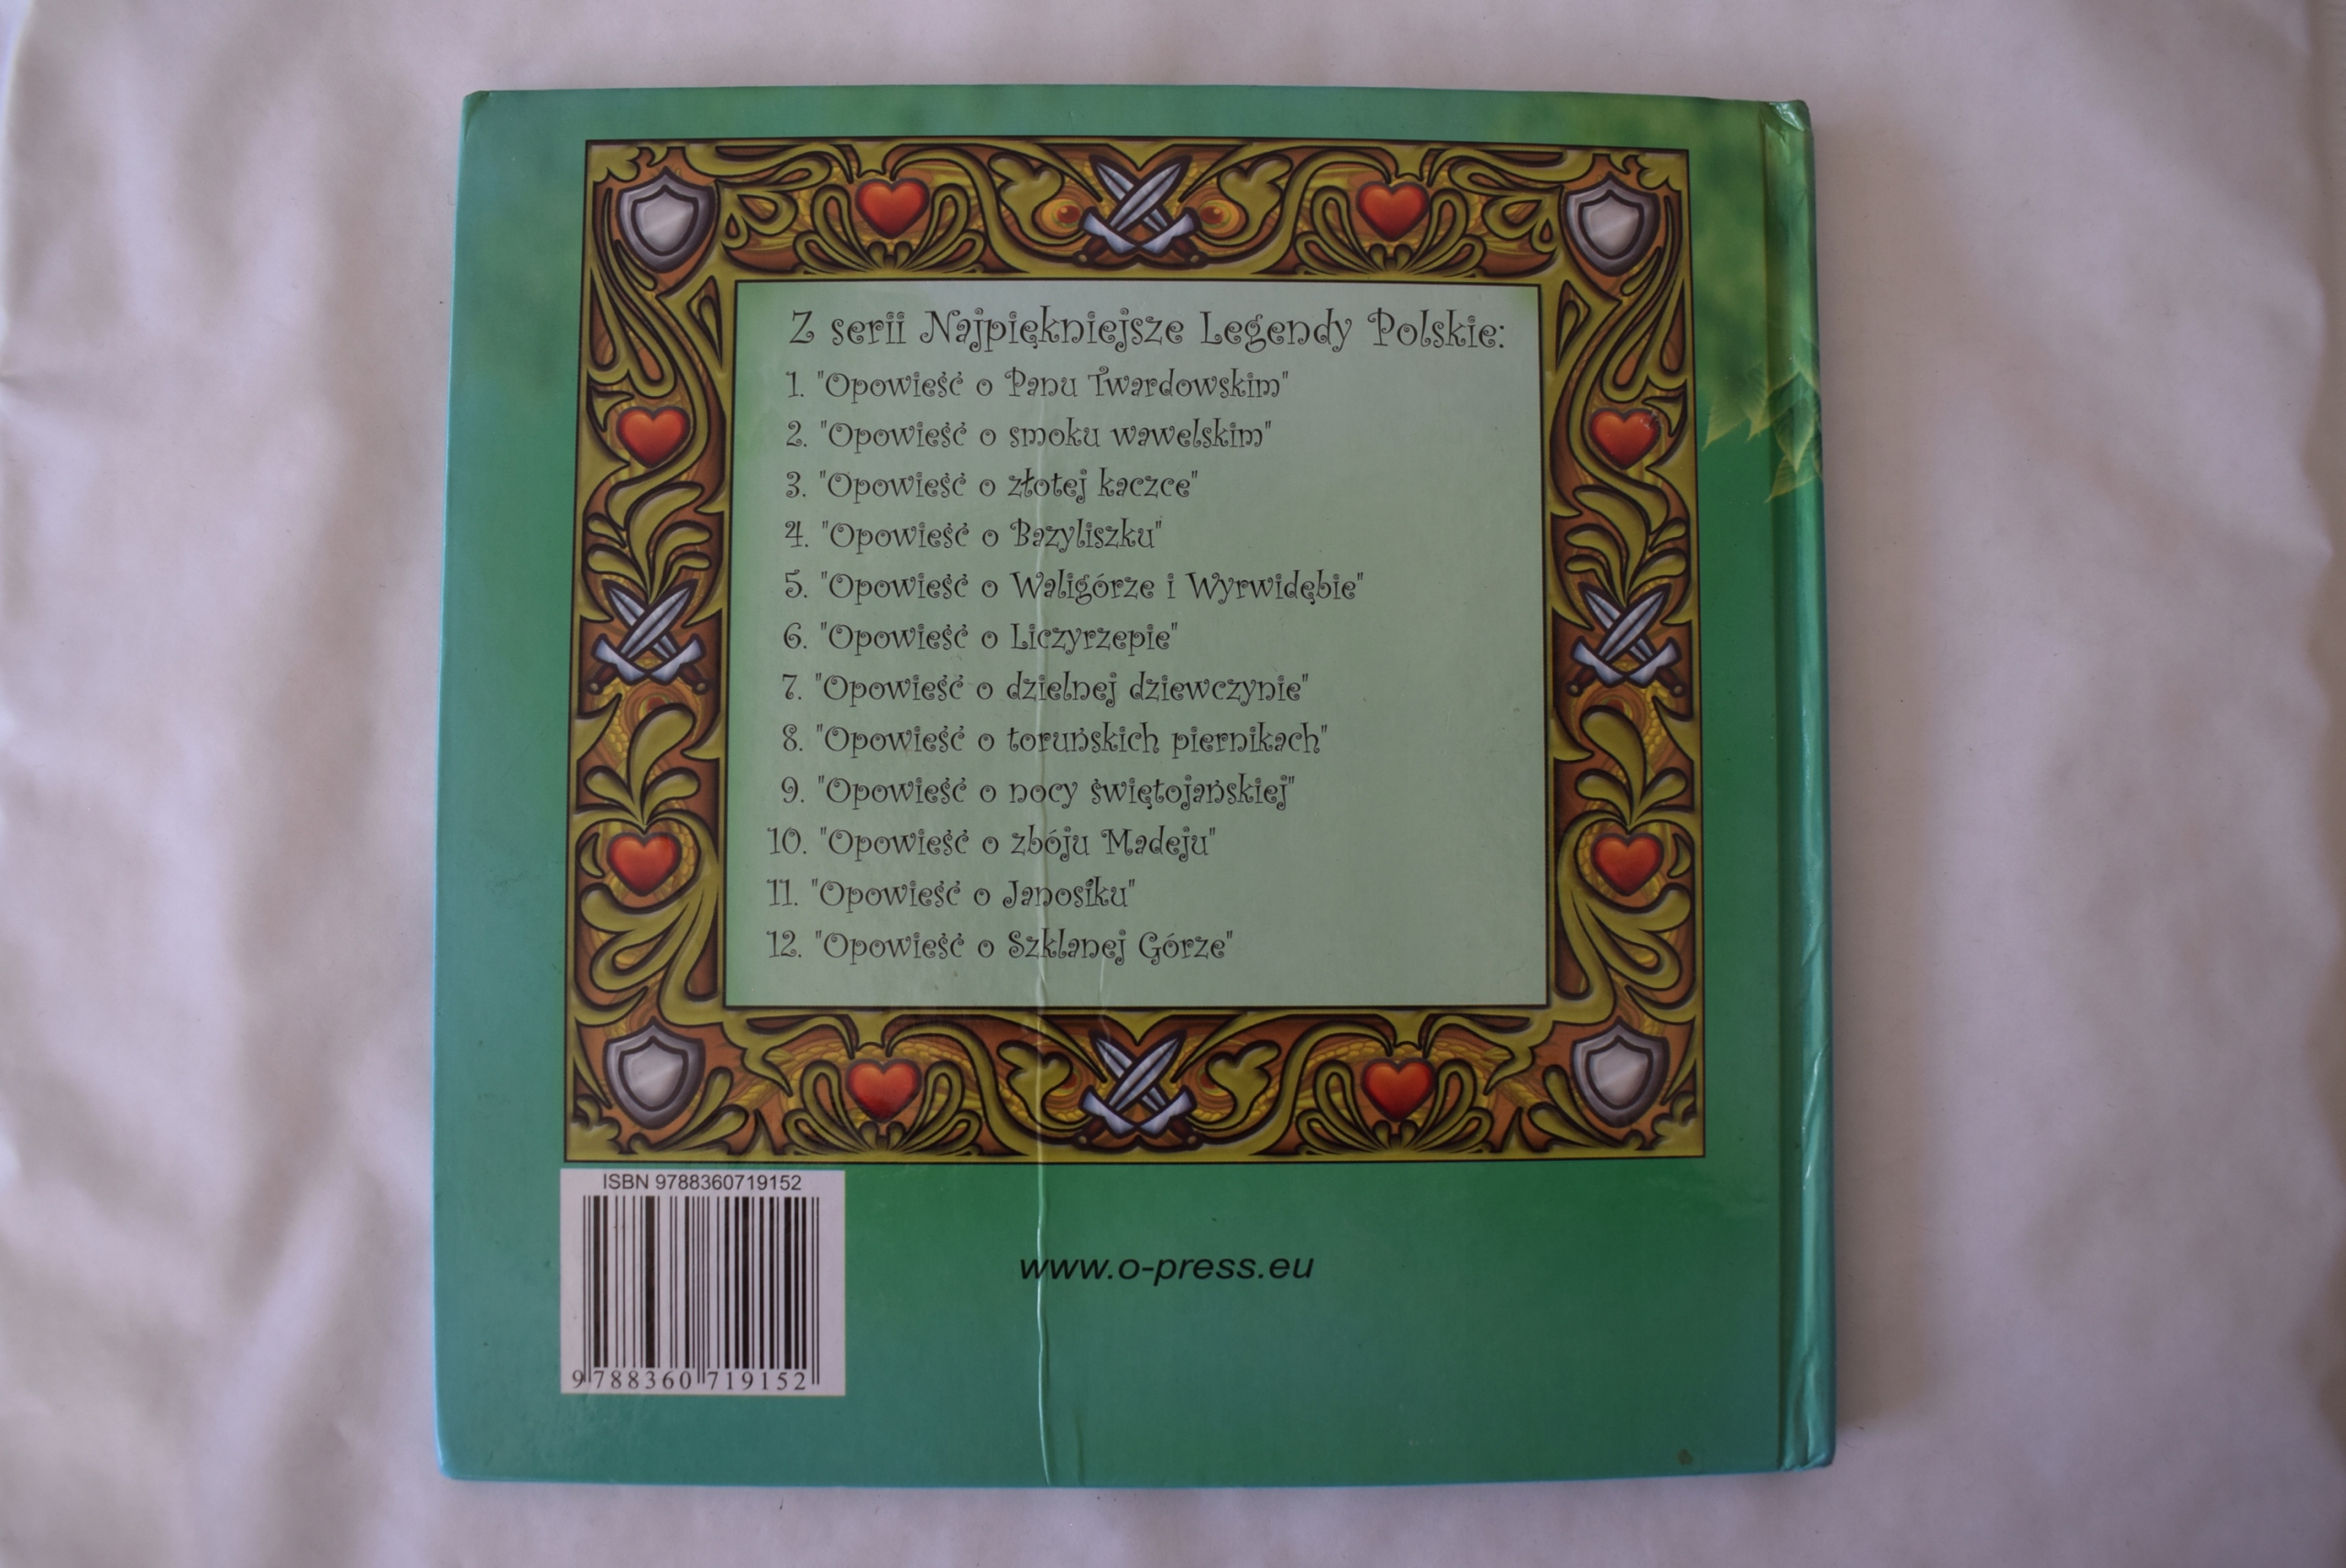 Z serii Najpiękniejsze Legendy Polskie:
1. "Opowieść o Panu Twardowskim"
2. "Opowieść o smoku wawelskim"
3. "Opowieść o złotej kaczce"
4. "Opowieść o Bazyliszku"
5. "Opowieść o Waligórze i Wyrwidębie"
6. "Opowieść o Liczyrzepie"
7. "Opowieść o dzielnej dziewczynie"
8. "Opowieść o toruńskich piernikach"
9. "Opowieść o nocy świętojańskiej"
10. "Opowieść o zbóju Madeju"
11. "Opowieść o Janosiku"
12. "Opowieść o Szklanej Górze"
ISBN 9788360719152
9 788360 719152
www.o-press.eu